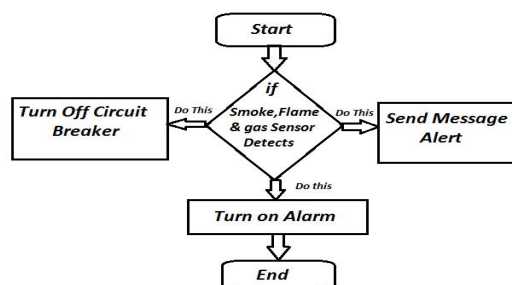 Start
if
Smoke,Flame
& gas Sensor
Detects
Do This
Turn Off Circuit
Breaker
Do This
Send Message
Alert
Do this
Turn on Alarm
End